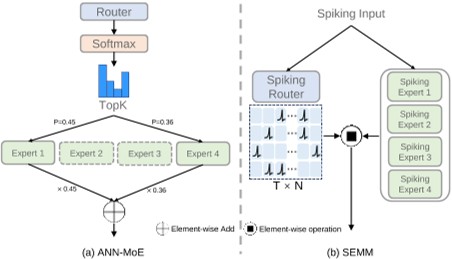 Router
Softmax
TopK
P=0.45
P=0.36
Expert 1
Expert 2
Expert 3
Expert 4
× 0.45
× 0.36
Element-wise Add
(a) ANN-MoE
Spiking Input
Spiking
Router
T × N
Spiking
Expert 1
Spiking
Expert 2
Spiking
Expert 3
Spiking
Expert 4
Element-wise operation
(b) SEMM